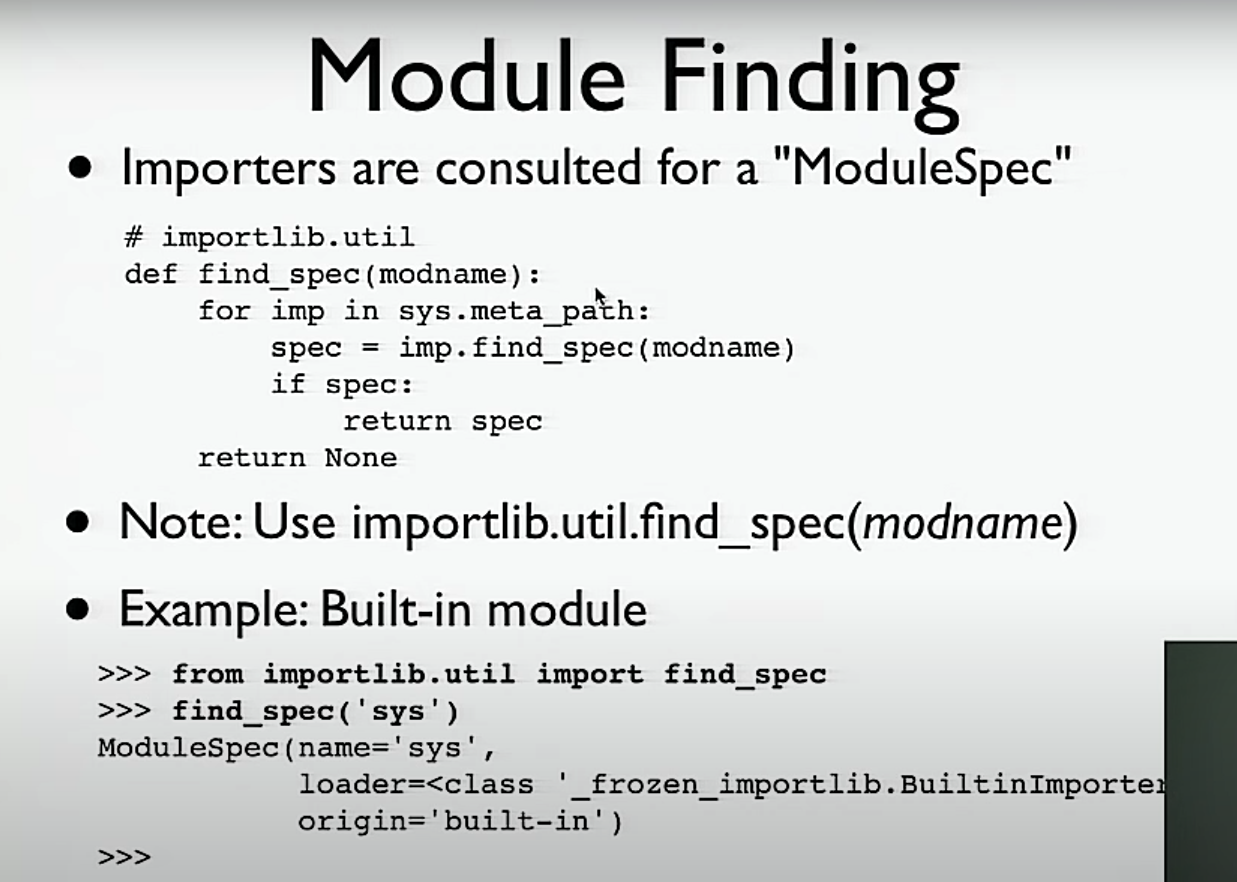 Module Finding
• Importers are consulted for a "ModuleSpec"
# importlib.util
def find_spec(modname):
    for imp in sys.meta_path:
        spec = imp.find_spec(modname)
        if spec:
            return spec
    return None
• Note: Use importlib.util.find_spec(modname)
• Example: Built-in module
>>> from importlib.util import find_spec
>>> find_spec('sys')
ModuleSpec(name='sys',
           loader=<class '_frozen_importlib.BuiltinImporter
           origin='built-in')
>>>